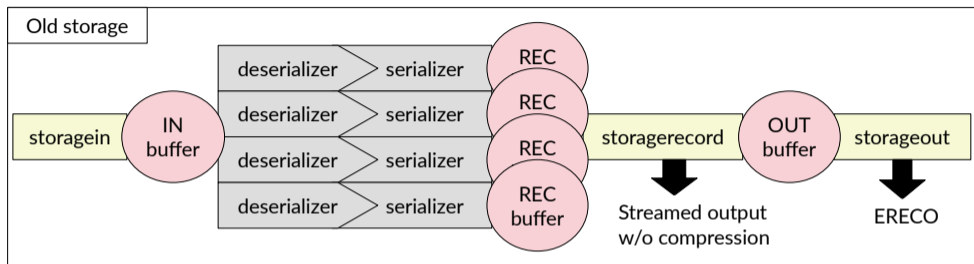 Old storage
storagein
IN
buffer
deserializer
serializer
REC
deserializer
serializer
REC
deserializer
serializer
REC
deserializer
serializer
REC
buffer
storagerecord
Streamed output
w/o compression
OUT
buffer
storageout
ERECO